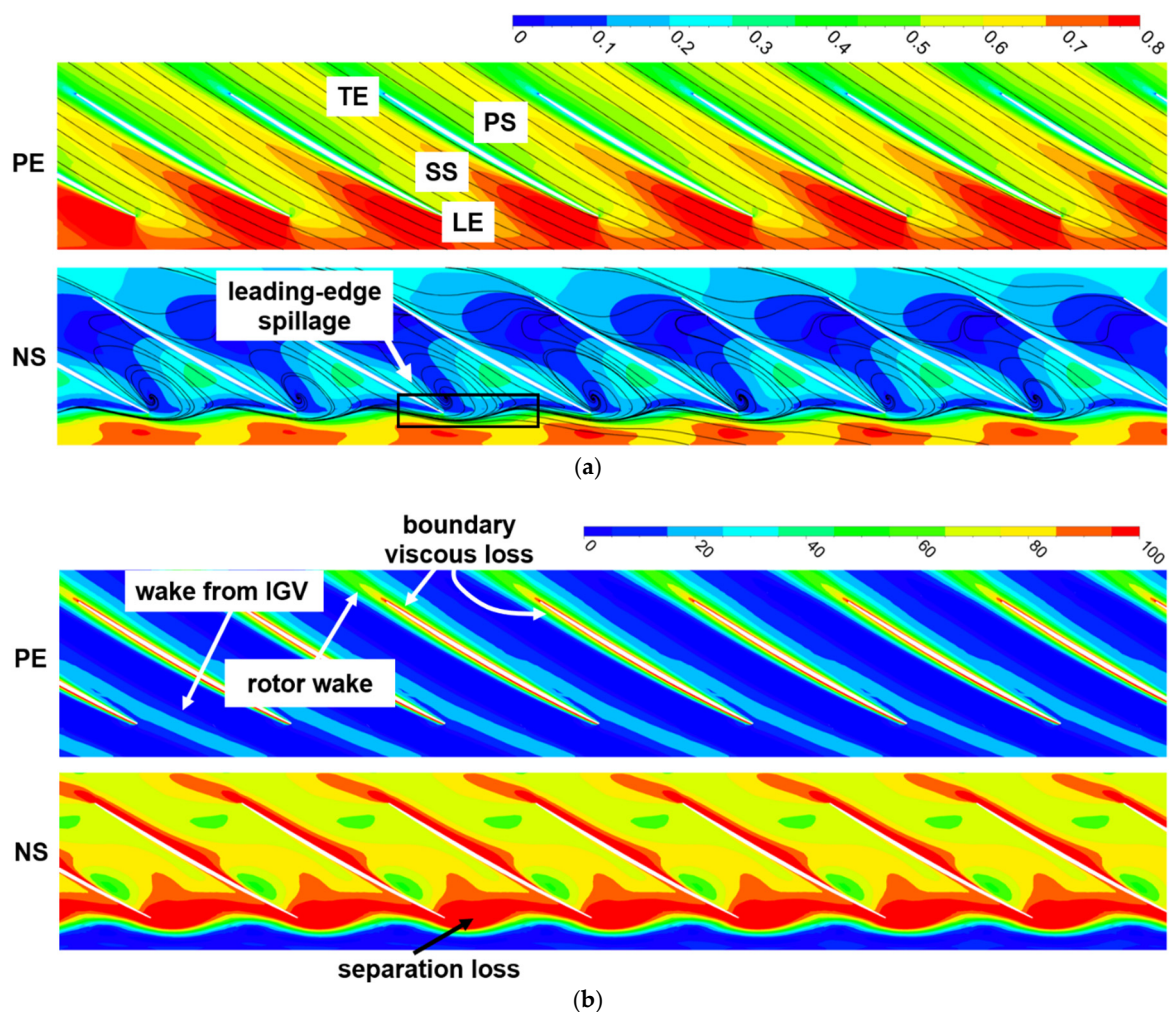 0 0.1 0.2 0.3 0.4 0.5 0.6 0.7 0.8
TE
PS
PE
SS
LE
leading-edge
spillage
NS
(a)
boundary
viscous loss
0 20 40 60 80 100
wake from IGV
PE
rotor wake
NS
separation loss
(b)